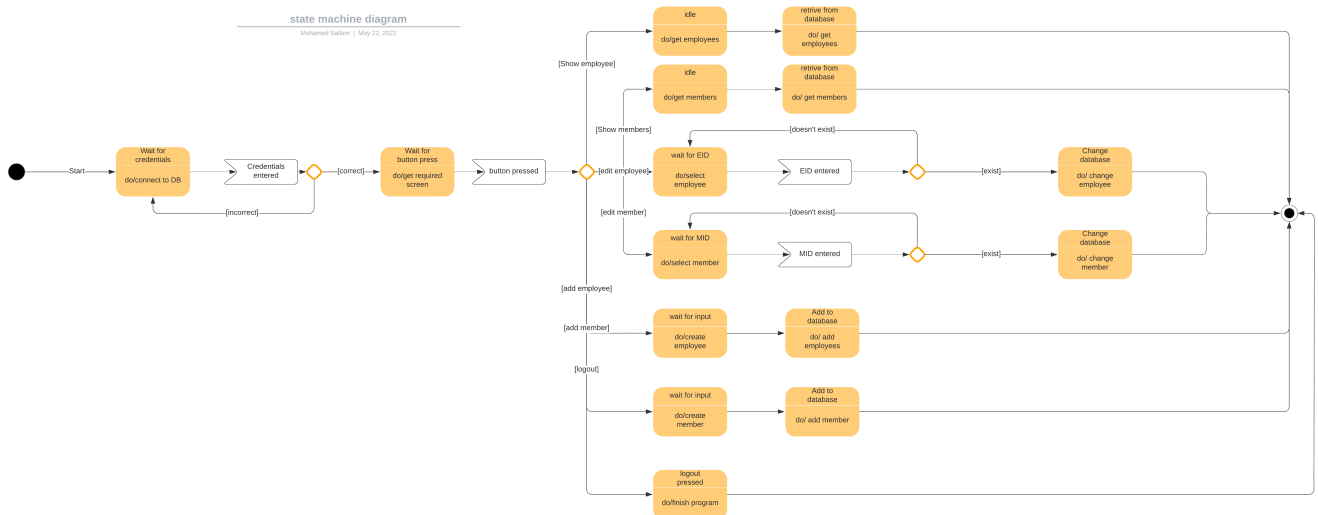 state machine diagram
Mohamed Sallam | May 22, 2022
Start
Wait for
credentials
do/connect to DB
Credentials
entered
[correct]
[incorrect]
Wait for
button press
do/get required
screen
button pressed
[Show employee]
idle
do/get employees
retrive from
database
do/ get
employees
[Show members]
idle
do/get members
retrive from
database
do/ get members
[edit employee]
wait for EID
do/select
employee
[doesn't exist]
EID entered
[exist]
Change
database
do/ change
employee
[edit member]
wait for MID
do/select member
[doesn't exist]
MID entered
[exist]
Change
database
do/ change
member
[add employee]
[add member]
wait for input
do/create
employee
Add to
database
do/ add
employees
[logout]
wait for input
do/create
member
Add to
database
do/ add member
logout
pressed
do/finish program